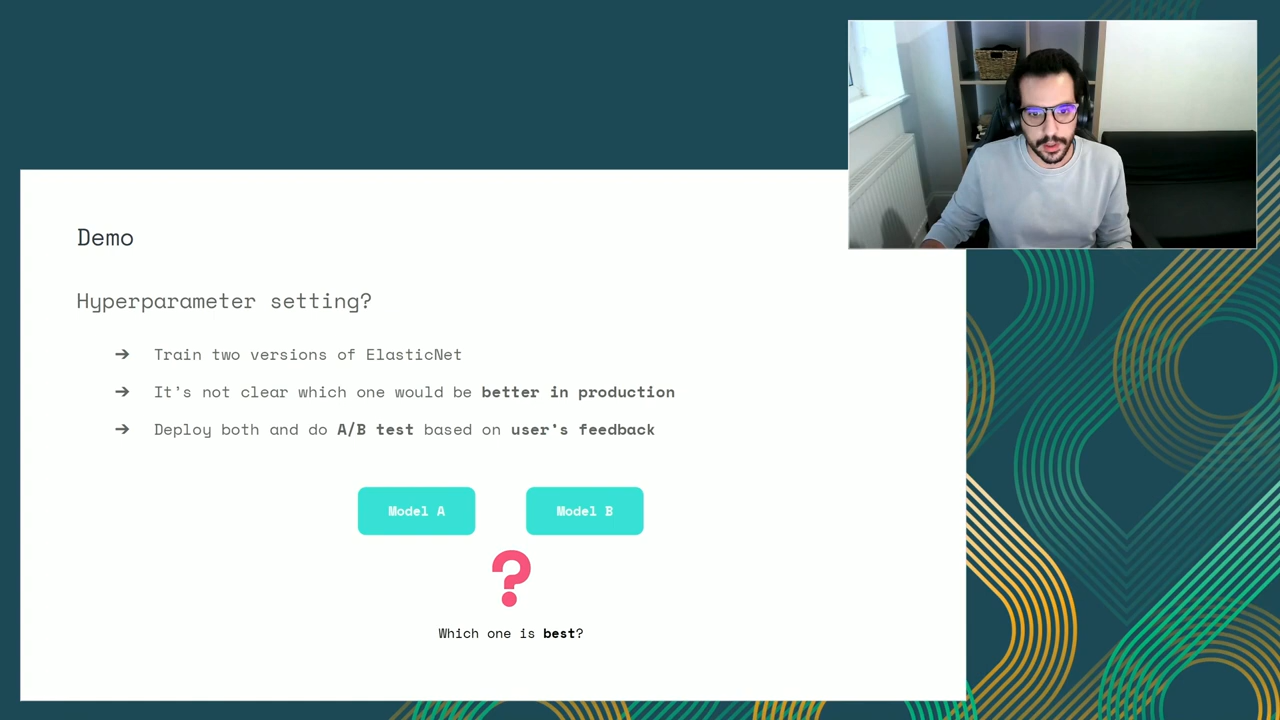 Demo
Hyperparameter setting?
➔ Train two versions of ElasticNet
➔ It's not clear which one would be better in production
➔ Deploy both and do A/B test based on user's feedback
Model A
Model B
?
Which one is best?